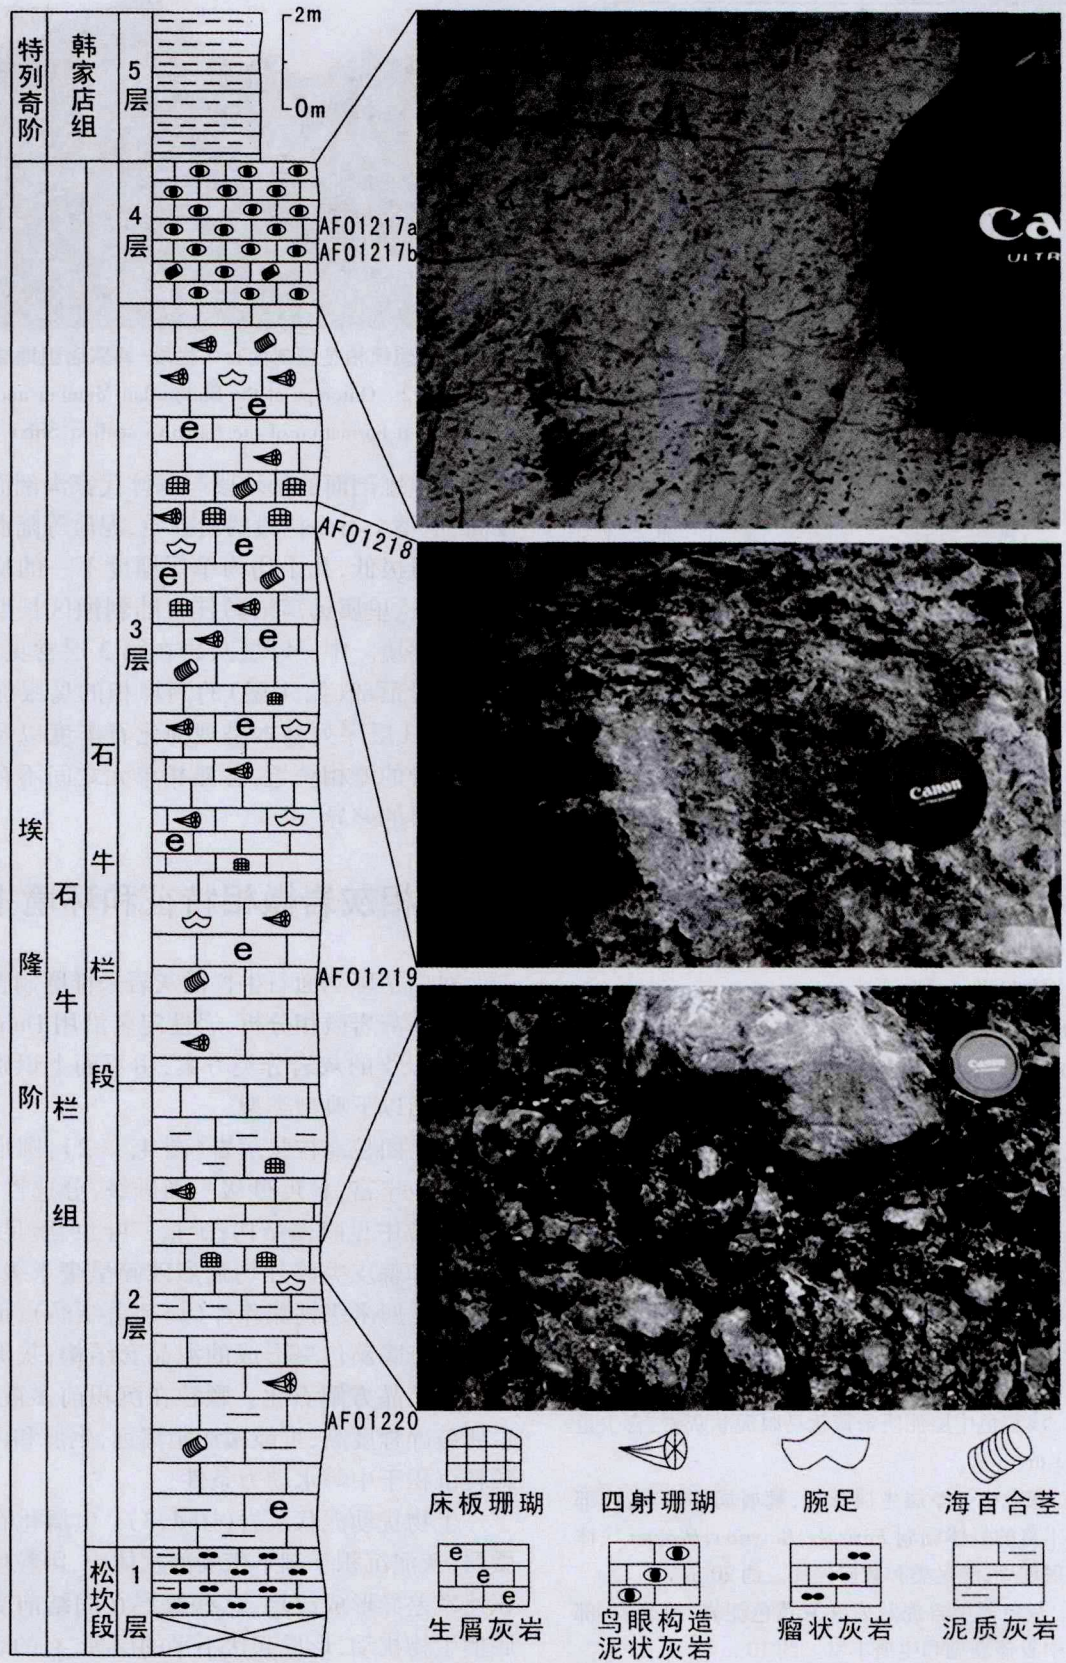 特列奇阶
韩家店组
5层
2m
0m
4层
AF01217a
AF01217b
Ca
ULTR
e
e
AF01218
e
e
3层
e
e
Canon
ULTRASONIC
e
e
AF01219
Canon
埃隆阶
石牛栏组
石牛栏段
2层
AF01220
e
松坎段
1层
床板珊瑚
四射珊瑚
腕足
海百合茎
e
e
e
生屑灰岩
鸟眼构造
泥状灰岩
瘤状灰岩
泥质灰岩